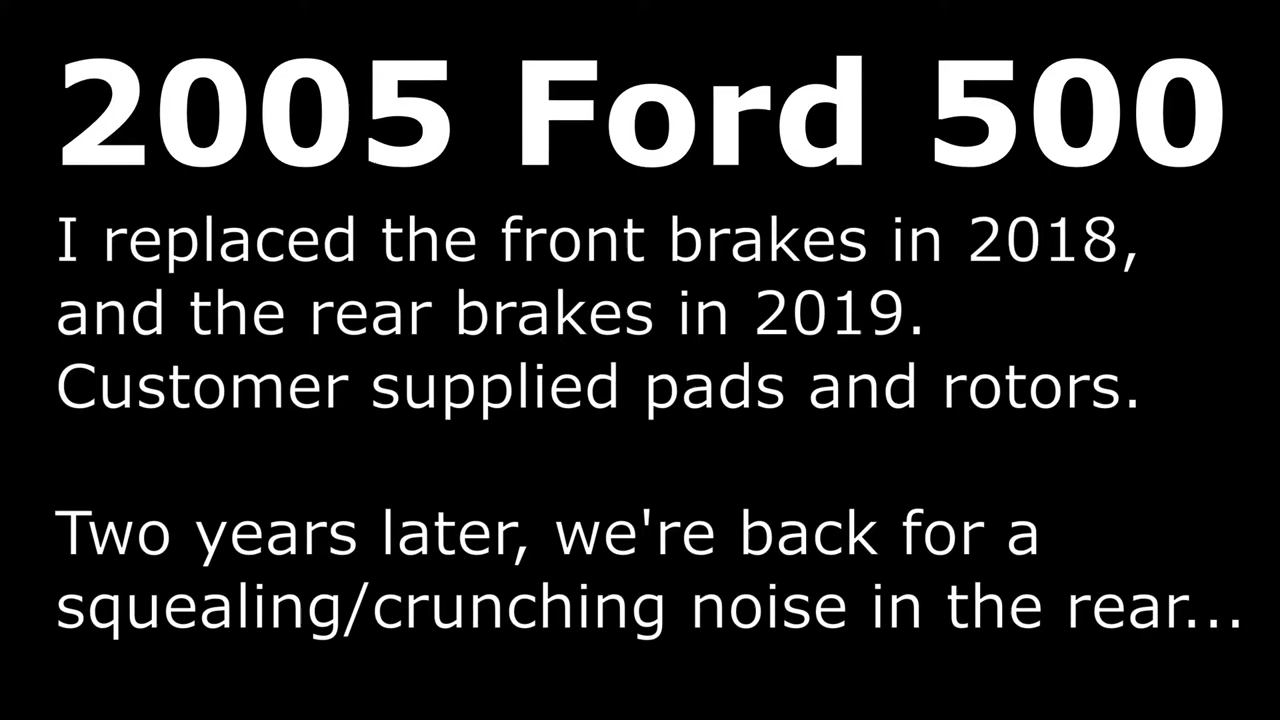 2005 Ford 500
I replaced the front brakes in 2018,
and the rear brakes in 2019.
Customer supplied pads and rotors.
Two years later, we're back for a
squealing/crunching noise in the rear...